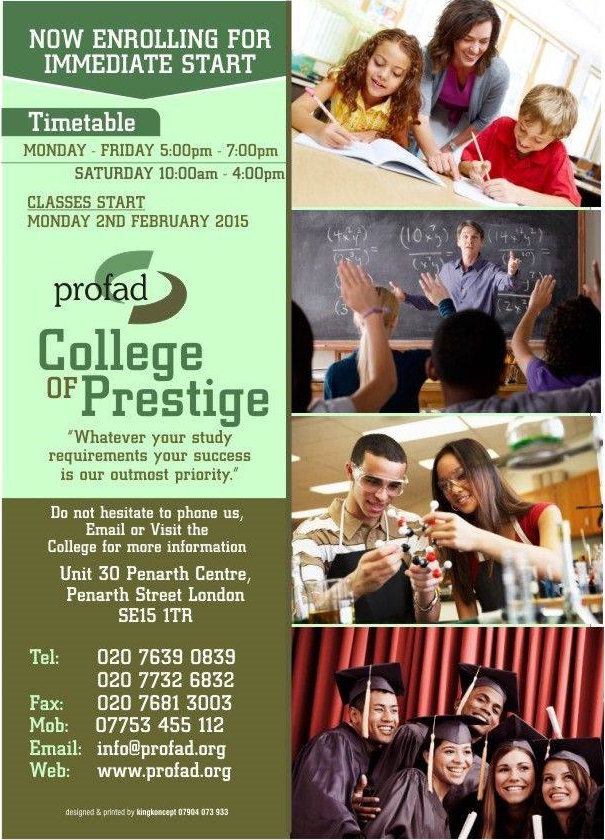 NOW ENROLLING FOR
IMMEDIATE START
Timetable
MONDAY - FRIDAY 5:00pm - 7:00pm
SATURDAY 10:00am - 4:00pm
CLASSES START
MONDAY 2ND FEBRUARY 2015
profad
College
OF Prestige
"Whatever your study
requirements your success
is our outmost priority."
Do not hesitate to phone us,
Email or Visit the
College for more information
Unit 30 Penarth Centre,
Penarth Street London
SE15 1TR
Tel: 020 7639 0839
020 7732 6832
Fax: 020 7681 3003
Mob: 07753 455 112
Email: info@profad.org
Web: www.profad.org
designed & printed by kingkoncept 07904 073 933